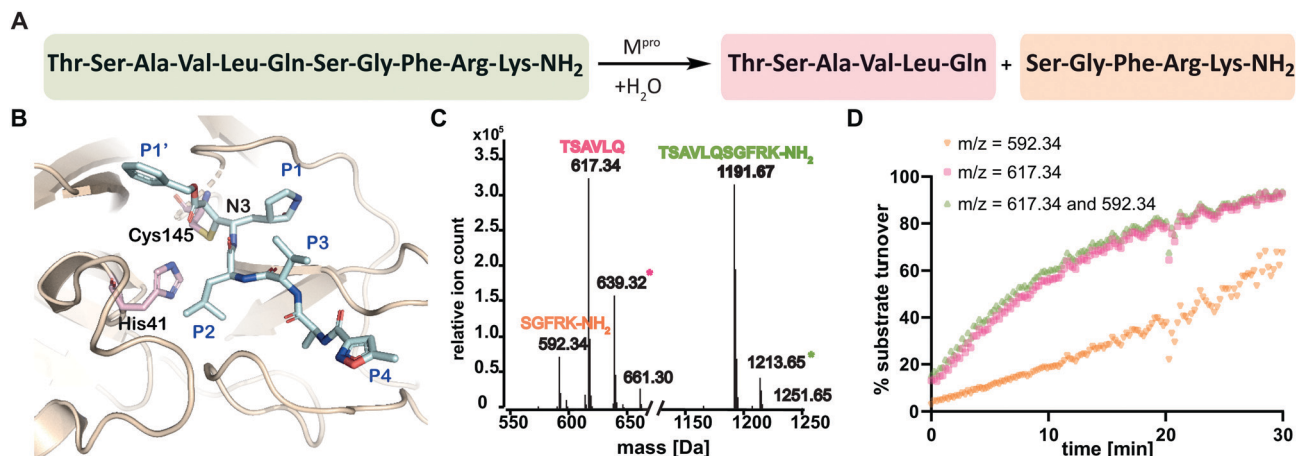 A
Thr-Ser-Ala-Val-Leu-Gln-Ser-Gly-Phe-Arg-Lys-NH₂
Mᵖʳᵒ
+H₂O
Thr-Ser-Ala-Val-Leu-Gln
+
Ser-Gly-Phe-Arg-Lys-NH₂
B
P1'
P1
N3
Cys145
P3
His41
P2
P4
C
x10⁵
3.5
3.0
2.5
2.0
1.5
1.0
0.5
0
relative ion count
TSAVLQ
617.34
639.32*
SGFRK-NH₂
592.34
661.30
TSAVLQSGFRK-NH₂
1191.67
1213.65*
1251.65
550
600
650
1150
1200
1250
mass [Da]
D
m/z = 592.34
m/z = 617.34
m/z = 617.34 and 592.34
100
80
60
40
20
0
% substrate turnover
0
10
20
30
time [min]